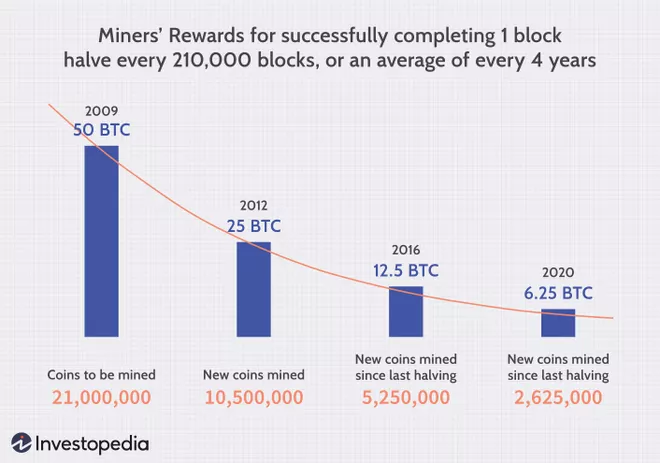 Miners’ Rewards for successfully completing 1 block
halve every 210,000 blocks, or an average of every 4 years
2009
50 BTC
2012
25 BTC
2016
12.5 BTC
2020
6.25 BTC
Coins to be mined
21,000,000
New coins mined
10,500,000
New coins mined
since last halving
5,250,000
New coins mined
since last halving
2,625,000
Investopedia